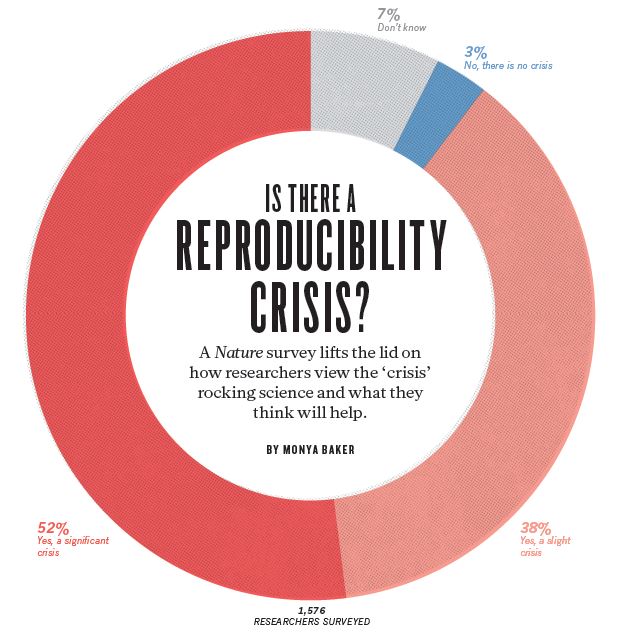 7%
Don't know
3%
No, there is no crisis
IS THERE A
REPRODUCIBILITY
CRISIS?
A Nature survey lifts the lid on
how researchers view the ‘crisis’
rocking science and what they
think will help.
BY MONYA BAKER
52%
Yes, a significant
crisis
38%
Yes, a slight
crisis
1,576
RESEARCHERS SURVEYED